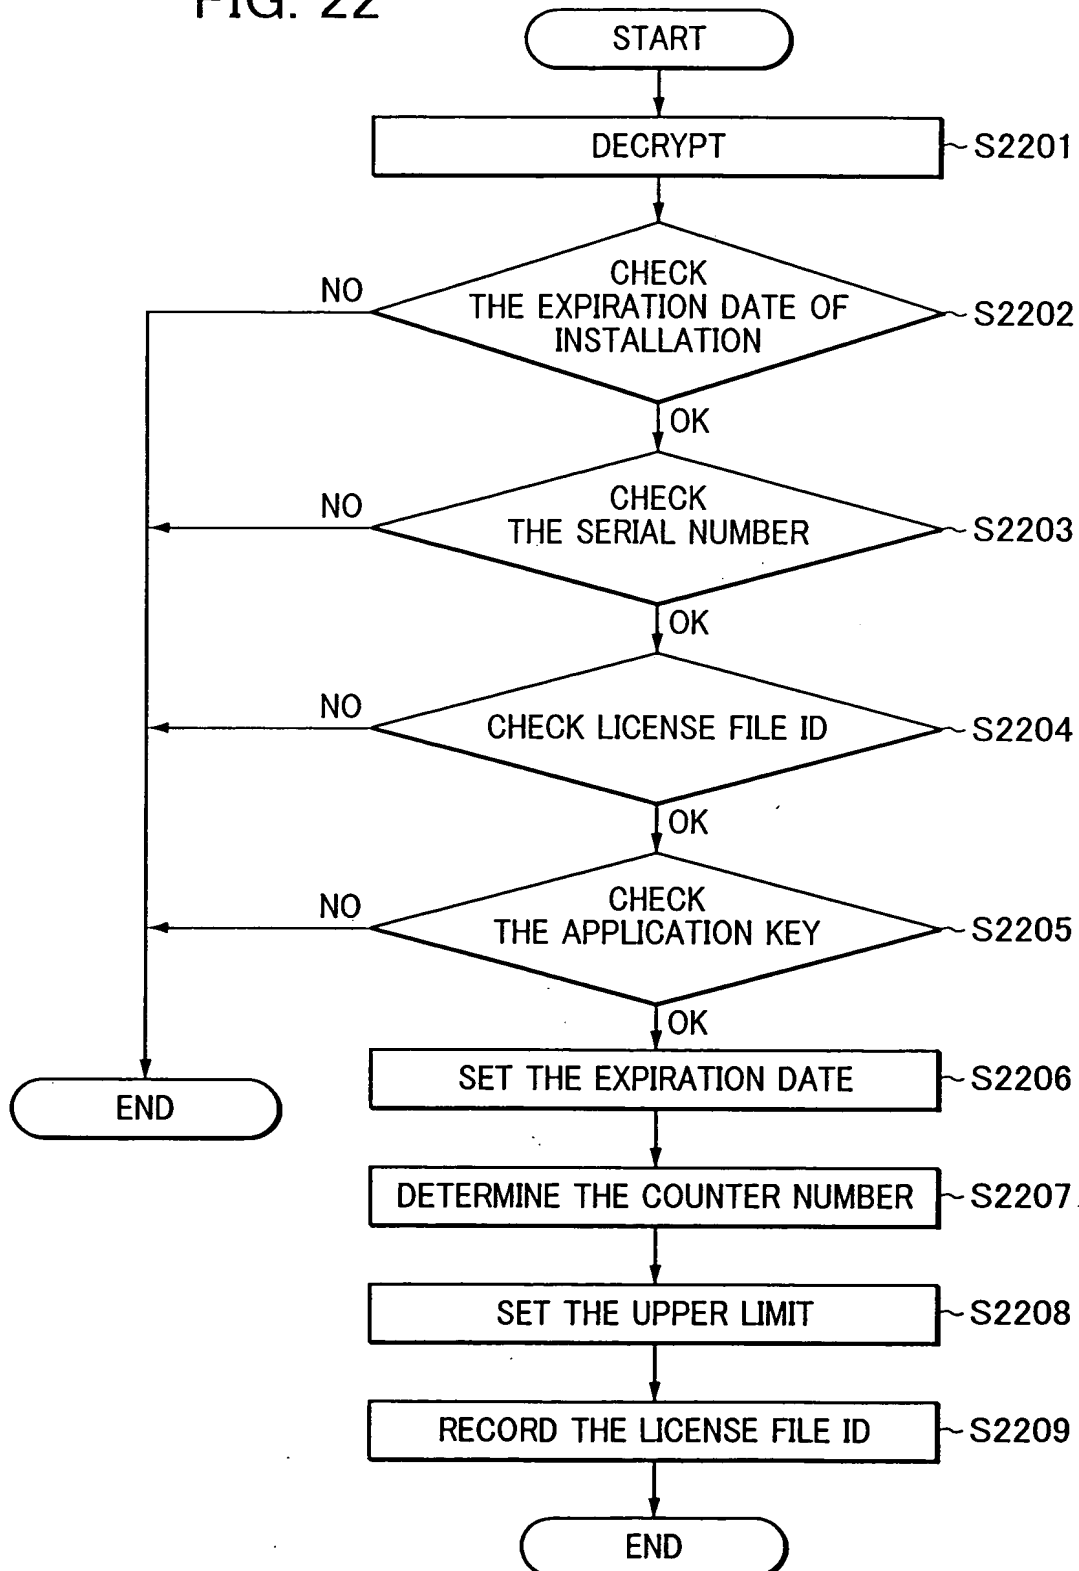 FIG. 22
START
DECRYPT
S2201
CHECK
THE EXPIRATION DATE OF
INSTALLATION
NO
S2202
OK
CHECK
THE SERIAL NUMBER
NO
S2203
OK
CHECK LICENSE FILE ID
NO
S2204
OK
CHECK
THE APPLICATION KEY
NO
S2205
OK
SET THE EXPIRATION DATE
S2206
END
DETERMINE THE COUNTER NUMBER
S2207
SET THE UPPER LIMIT
S2208
RECORD THE LICENSE FILE ID
S2209
END